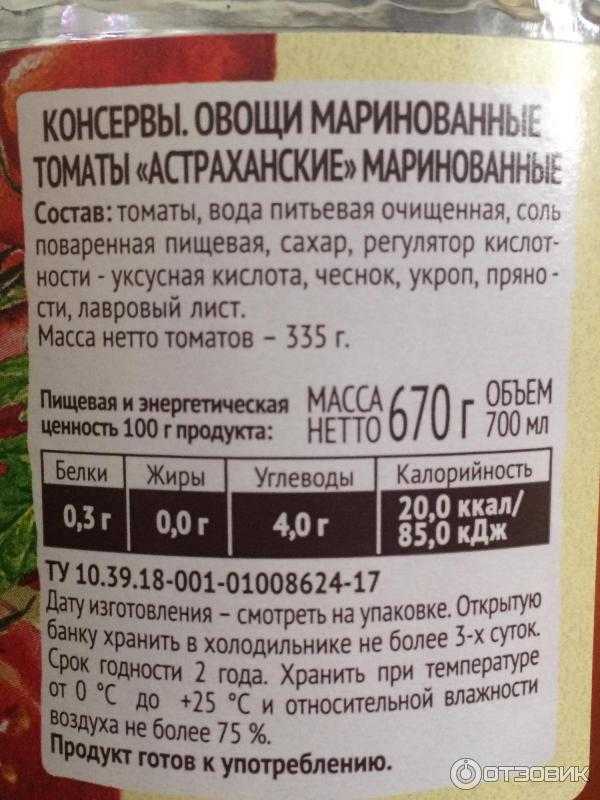 КОНСЕРВЫ. ОВОЩИ МАРИНОВАННЫЕ
ТОМАТЫ «АСТРАХАНСКИЕ» МАРИНОВАННЫЕ
Состав: томаты, вода питьевая очищенная, соль
поваренная пищевая, сахар, регулятор кислот-
ности - уксусная кислота, чеснок, укроп, пряно-
сти, лавровый лист.
Масса нетто томатов – 335 г.
Пищевая и энергетическая
ценность 100 г продукта:
МАССА
НЕТТО 670 г
ОБЪЕМ
700 мл
Белки Жиры Углеводы Калорийность
0,3 г 0,0 г 4,0 г 20,0 ккал/
85,0 кДж
ТУ 10.39.18-001-01008624-17
Дату изготовления – смотреть на упаковке. Открытую
банку хранить в холодильнике не более 3-х суток.
Срок годности 2 года. Хранить при температуре
от 0 °С до +25 °С и относительной влажности
воздуха не более 75 %.
Продукт готов к употреблению.
ОТЗОВИК